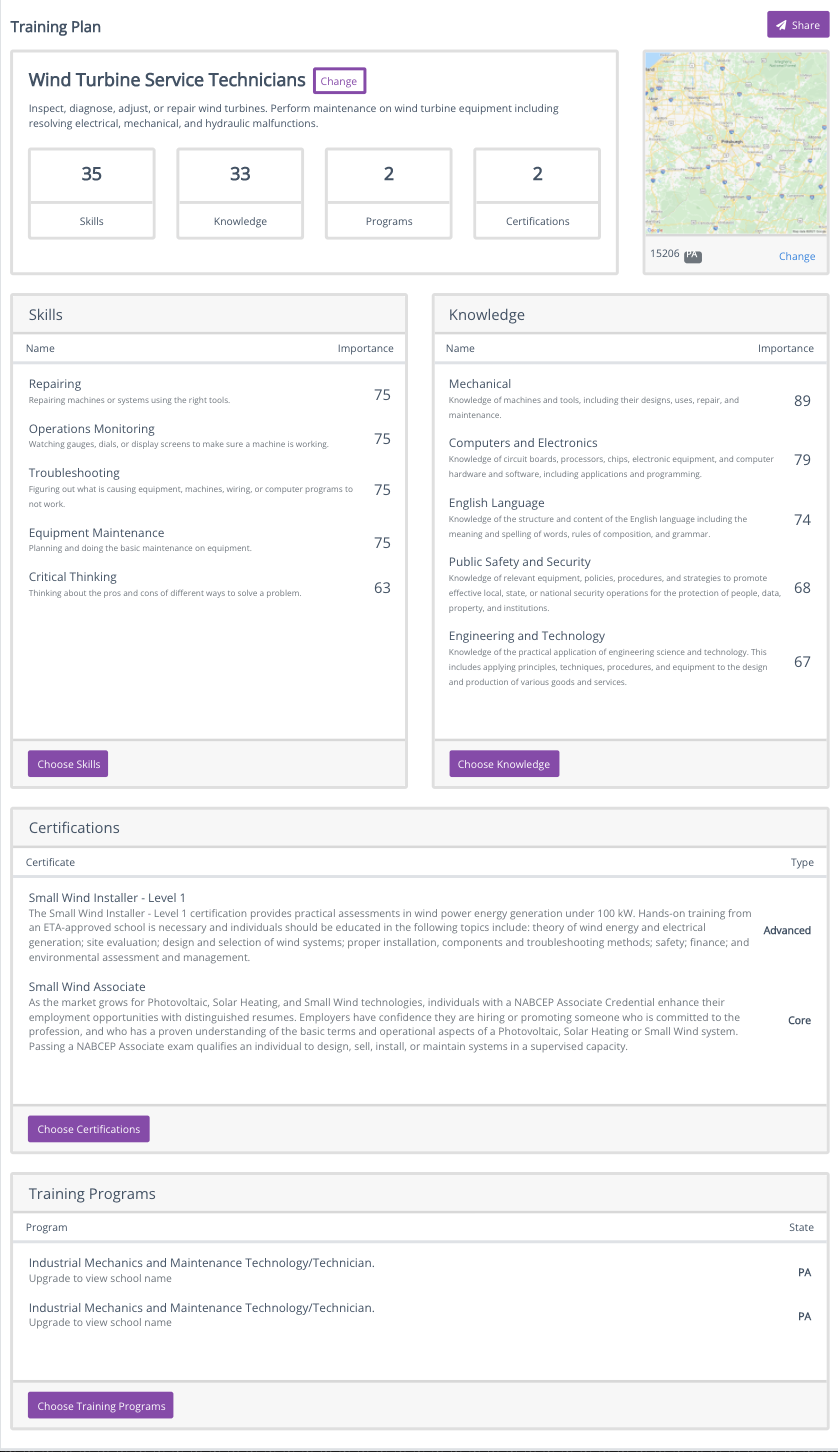 Training Plan
Share
Wind Turbine Service Technicians
Change
Inspect, diagnose, adjust, or repair wind turbines. Perform maintenance on wind turbine equipment including
resolving electrical, mechanical, and hydraulic malfunctions.
35
33
2
2
Skills
Knowledge
Programs
Certifications
Pittsburgh
15206 PA
Change
Skills
Name Importance
Repairing
Repairing machines or systems using the right tools.
75
Operations Monitoring
Watching gauges, dials, or display screens to make sure a machine is working.
75
Troubleshooting
Figuring out what is causing equipment, machines, wiring, or computer programs to
not work.
75
Equipment Maintenance
Planning and doing the basic maintenance on equipment.
75
Critical Thinking
Thinking about the pros and cons of different ways to solve a problem.
63
Choose Skills
Knowledge
Name Importance
Mechanical
Knowledge of machines and tools, including their designs, uses, repair, and
maintenance.
89
Computers and Electronics
Knowledge of circuit boards, processors, chips, electronic equipment, and computer
hardware and software, including applications and programming.
79
English Language
Knowledge of the structure and content of the English language including the
meaning and spelling of words, rules of composition, and grammar.
74
Public Safety and Security
Knowledge of relevant equipment, policies, procedures, and strategies to promote
effective local, state, or national security operations for the protection of people, data,
property, and institutions.
68
Engineering and Technology
Knowledge of the practical application of engineering science and technology. This
includes applying principles, techniques, procedures, and equipment to the design
and production of various goods and services.
67
Choose Knowledge
Certifications
Certificate Type
Small Wind Installer - Level 1
The Small Wind Installer - Level 1 certification provides practical assessments in wind power energy generation under 100 kW. Hands-on training from
an ETA-approved school is necessary and individuals should be educated in the following topics include: theory of wind energy and electrical
generation; site evaluation; design and selection of wind systems; proper installation, components and troubleshooting methods; safety; finance; and
environmental assessment and management.
Advanced
Small Wind Associate
As the market grows for Photovoltaic, Solar Heating, and Small Wind technologies, individuals with a NABCEP Associate Credential enhance their
employment opportunities with distinguished resumes. Employers have confidence they are hiring or promoting someone who is committed to the
profession, and who has a proven understanding of the basic terms and operational aspects of a Photovoltaic, Solar Heating or Small Wind system.
Passing a NABCEP Associate exam qualifies an individual to design, sell, install, or maintain systems in a supervised capacity.
Core
Choose Certifications
Training Programs
Program State
Industrial Mechanics and Maintenance Technology/Technician.
Upgrade to view school name
PA
Industrial Mechanics and Maintenance Technology/Technician.
Upgrade to view school name
PA
Choose Training Programs